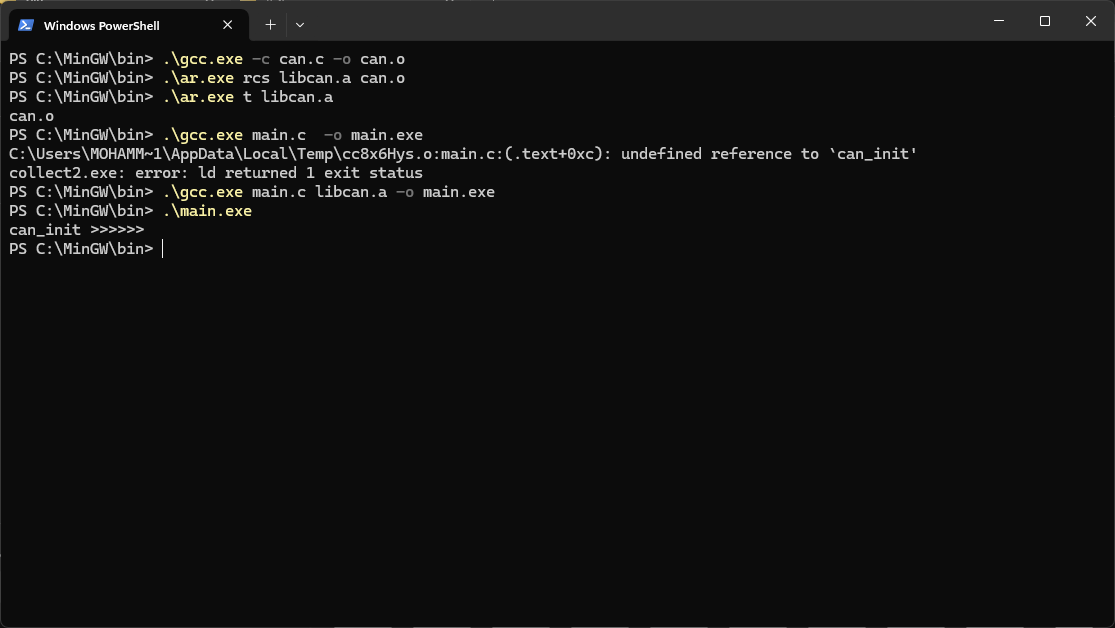 Windows PowerShell
PS C:\MinGW\bin> .\gcc.exe -c can.c -o can.o
PS C:\MinGW\bin> .\ar.exe rcs libcan.a can.o
PS C:\MinGW\bin> .\ar.exe t libcan.a
can.o
PS C:\MinGW\bin> .\gcc.exe main.c  -o main.exe
C:\Users\MOHAMM~1\AppData\Local\Temp\cc8x6Hys.o:main.c:(.text+0xc): undefined reference to `can_init'
collect2.exe: error: ld returned 1 exit status
PS C:\MinGW\bin> .\gcc.exe main.c libcan.a -o main.exe
PS C:\MinGW\bin> .\main.exe
can_init >>>>>>
PS C:\MinGW\bin>